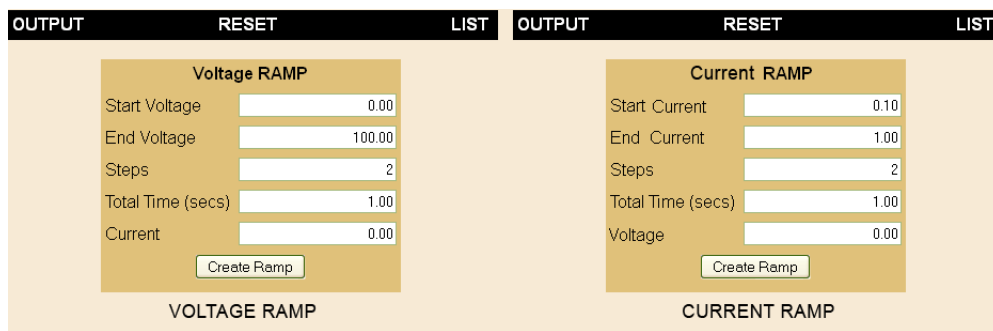 OUTPUT RESET LIST
Voltage RAMP
Start Voltage 0.00
End Voltage 100.00
Steps 2
Total Time (secs) 1.00
Current 0.00
Create Ramp
VOLTAGE RAMP
OUTPUT RESET LIST
Current RAMP
Start Current 0.10
End Current 1.00
Steps 2
Total Time (secs) 1.00
Voltage 0.00
Create Ramp
CURRENT RAMP